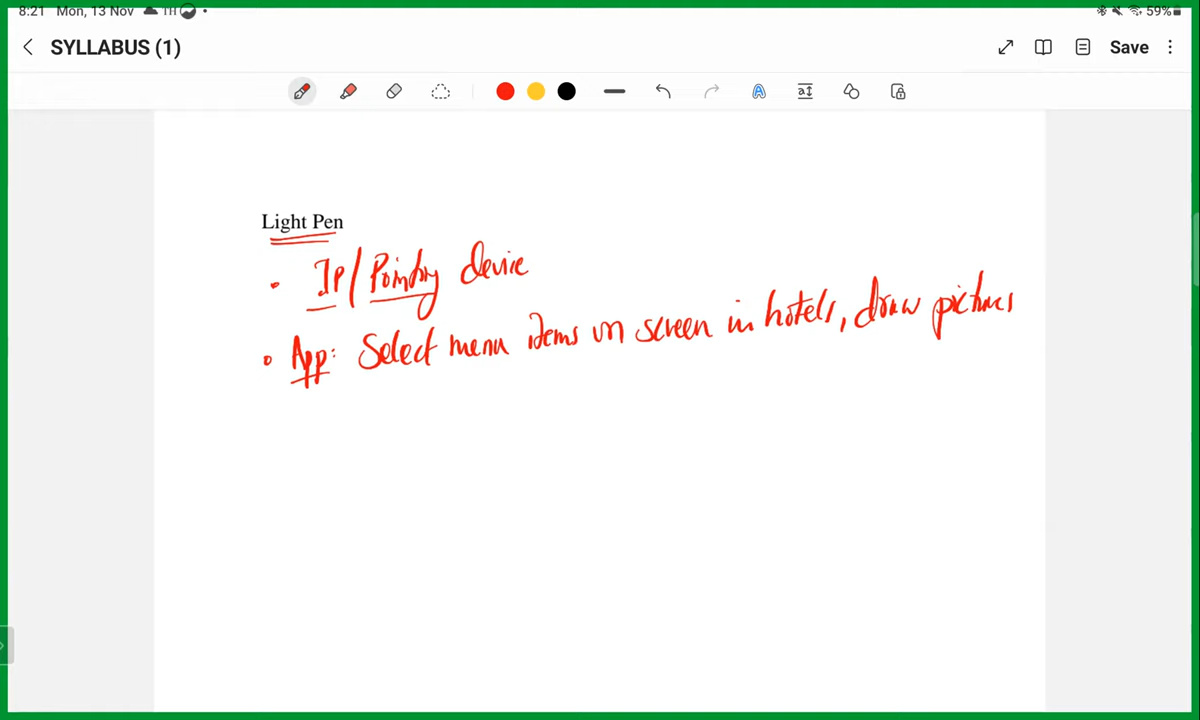 8:21 Mon, 13 Nov TH 59%
SYLLABUS (1)
Save
Light Pen
• IP/Pointing device
• App: Select menu items on screen in hotels, draw pictures